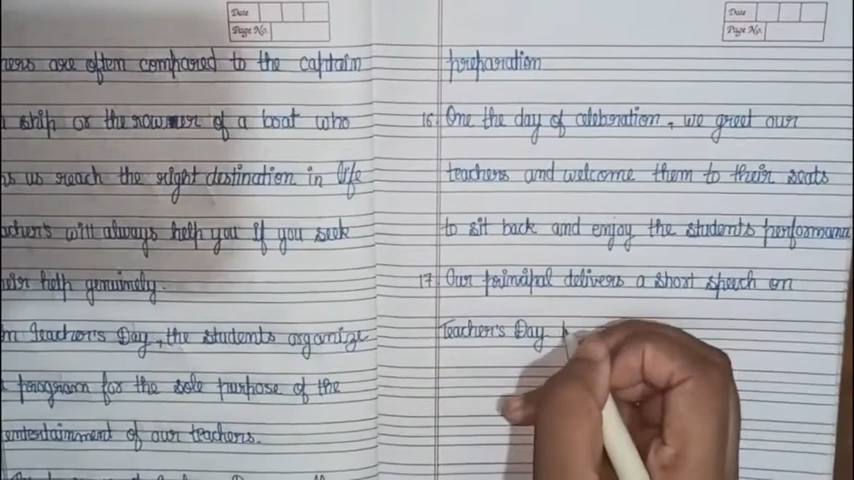 Date
Page No.
are often compared to the captain
ship or the rower of a boat who
us reach the right destination in life
will always help you if you seek
help genuinely.
Teacher's Day, the students organize
program for the sole purpose of the
entertainment of our teachers.
Date
Page No.
preparation
16. One the day of celebration, we greet our
teachers and welcome them to their seats
to sit back and enjoy the students performance
17. Our principal delivers a short speech on
Teacher's Day